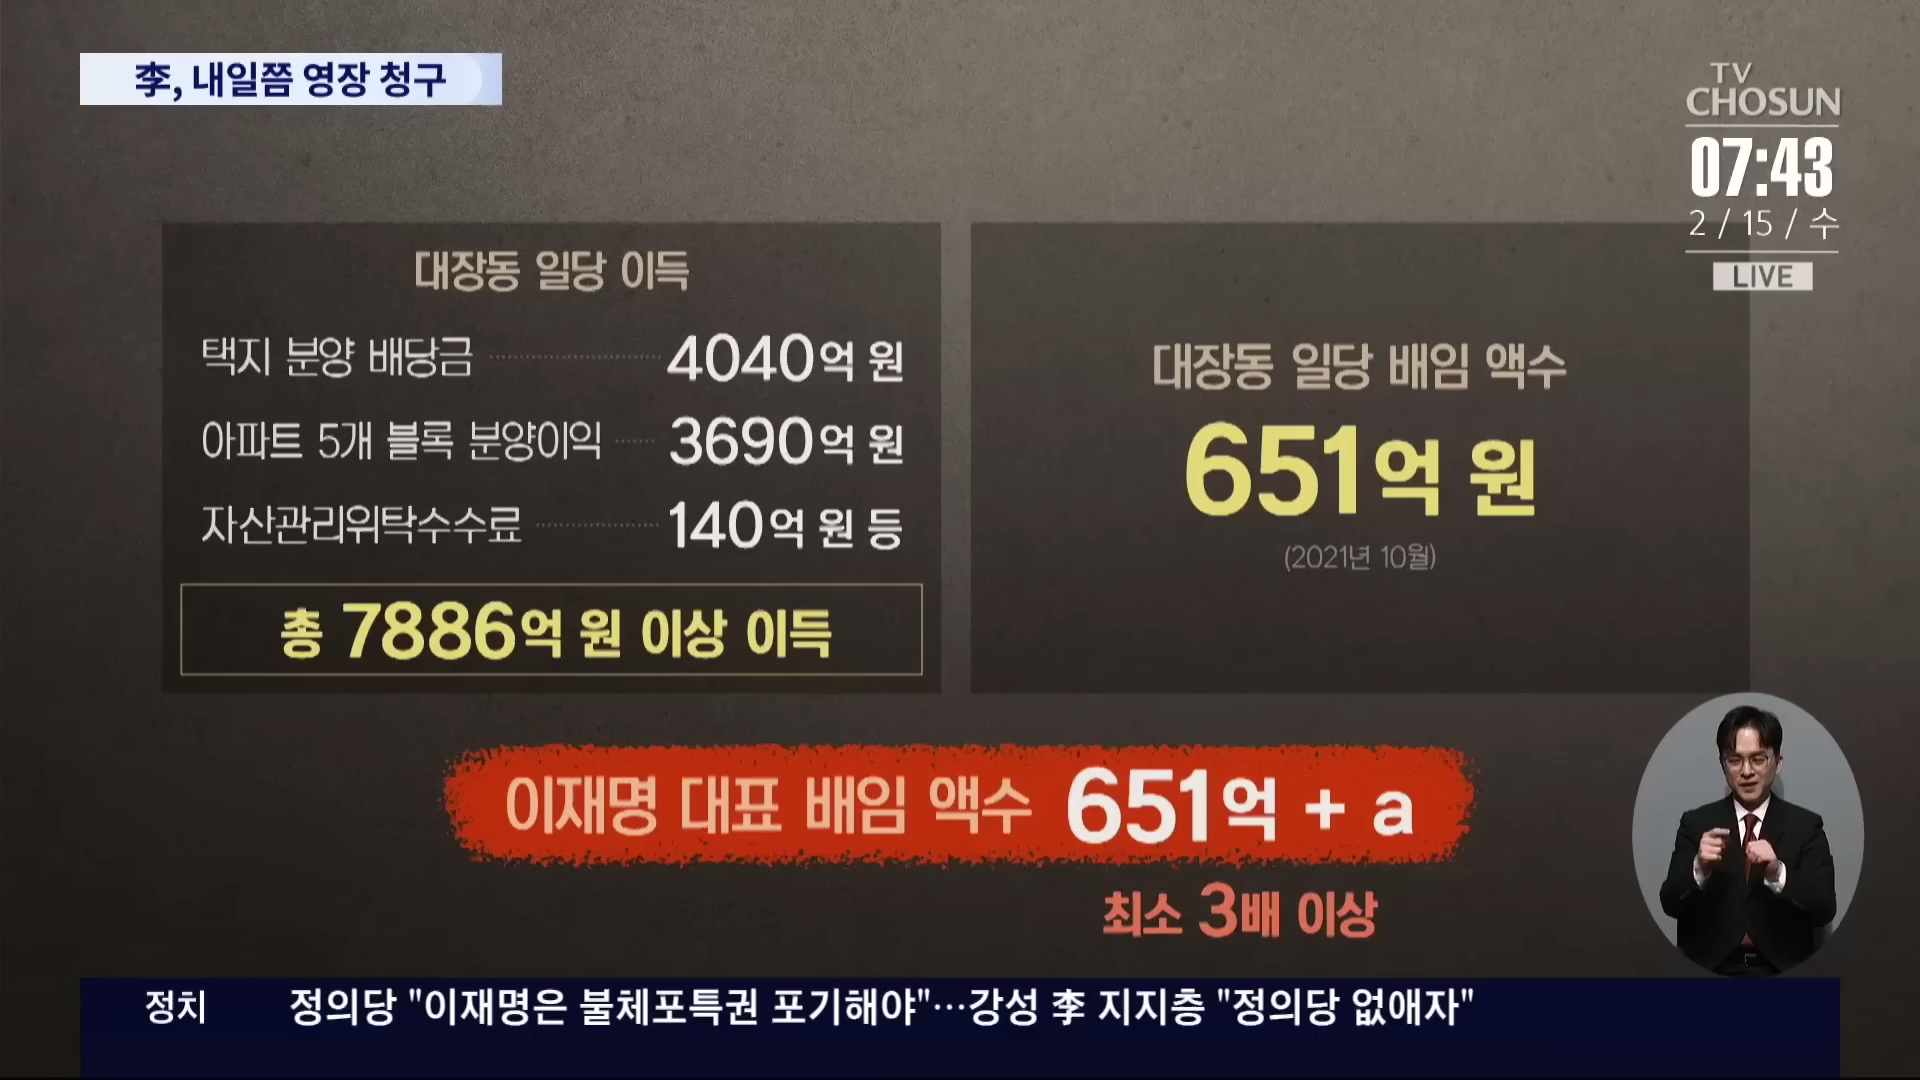 李, 내일쯤 영장 청구
TV
CHOSUN
07:43
2 / 15 / 수
LIVE
대장동 일당 이득
택지 분양 배당금 4040억 원
아파트 5개 블록 분양이익 3690억 원
자산관리위탁수수료 140억 원 등
총 7886억 원 이상 이득
대장동 일당 배임 액수
651억 원
(2021년 10월)
이재명 대표 배임 액수 651억 + a
최소 3배 이상
정치 정의당 "이재명은 불체포특권 포기해야"…강성 李 지지층 "정의당 없애자"